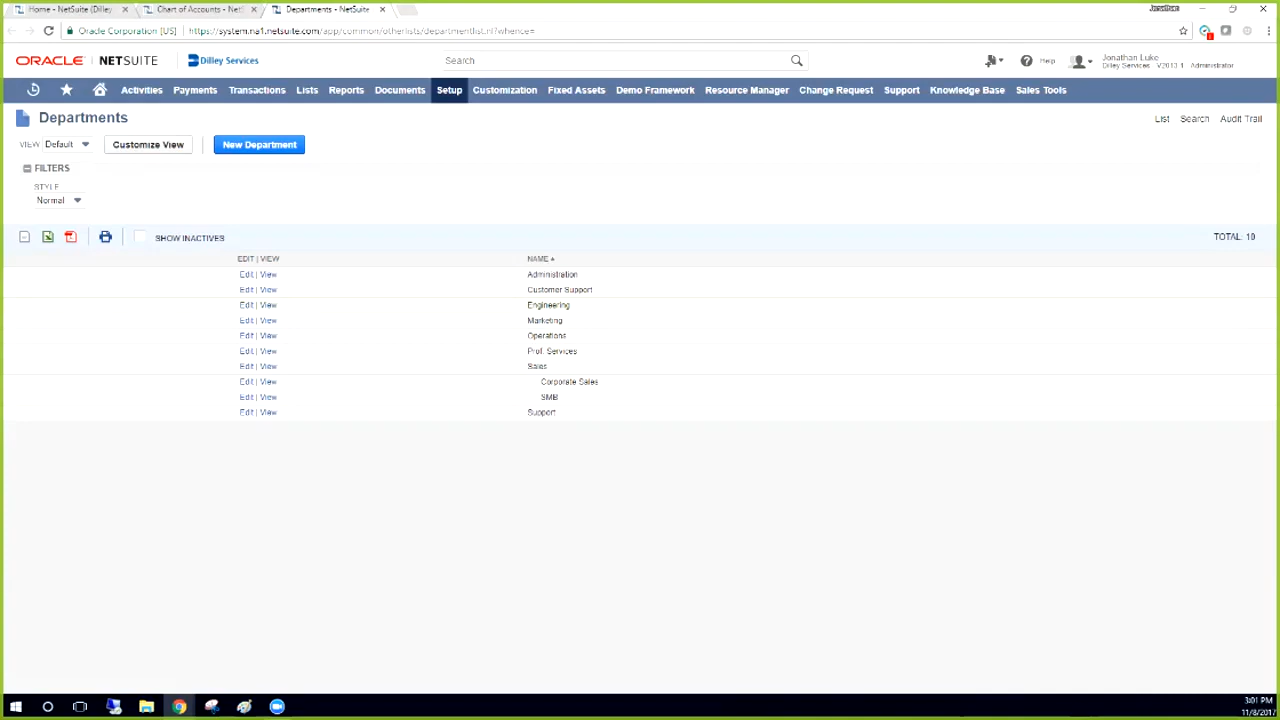 Home - NetSuite (Dilley
Chart of Accounts - Net
Departments - NetSuite
Jonathan
Oracle Corporation [US]
https://system.na1.netsuite.com/app/common/otherlists/departmentlist.nl?whence=
ORACLE | NETSUITE
Dilley Services
Search
Help
Jonathan Luke
Dilley Services V2013.1 Administrator
Activities Payments Transactions Lists Reports Documents Setup Customization Fixed Assets Demo Framework Resource Manager Change Request Support Knowledge Base Sales Tools
Departments
List Search Audit Trail
VIEW Default
Customize View
New Department
FILTERS
STYLE
Normal
SHOW INACTIVES
TOTAL: 10
EDIT | VIEW NAME
Edit | View Administration
Edit | View Customer Support
Edit | View Engineering
Edit | View Marketing
Edit | View Operations
Edit | View Prof. Services
Edit | View Sales
Edit | View Corporate Sales
Edit | View SMB
Edit | View Support
3:01 PM
11/8/2017